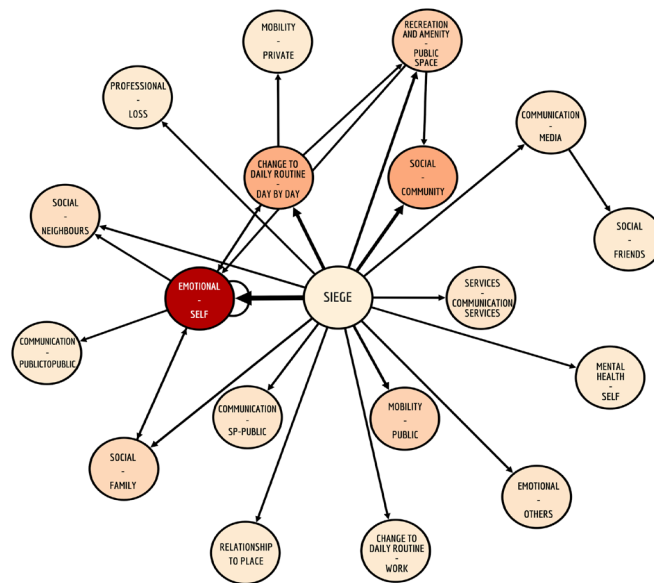 MOBILITY
-
PRIVATE
RECREATION
AND AMENITY
-
PUBLIC
SPACE
PROFESSIONAL
-
LOSS
COMMUNICATION
-
MEDIA
CHANGE TO
DAILY ROUTINE
-
DAY BY DAY
SOCIAL
-
COMMUNITY
SOCIAL
-
NEIGHBOURS
SOCIAL
-
FRIENDS
EMOTIONAL
-
SELF
SIEGE
SERVICES
-
COMMUNICATION
SERVICES
COMMUNICATION
-
PUBLICTOPUBLIC
MENTAL
HEALTH
-
SELF
COMMUNICATION
-
SP-PUBLIC
MOBILITY
-
PUBLIC
SOCIAL
-
FAMILY
EMOTIONAL
-
OTHERS
RELATIONSHIP
TO PLACE
CHANGE TO
DAILY ROUTINE
-
WORK